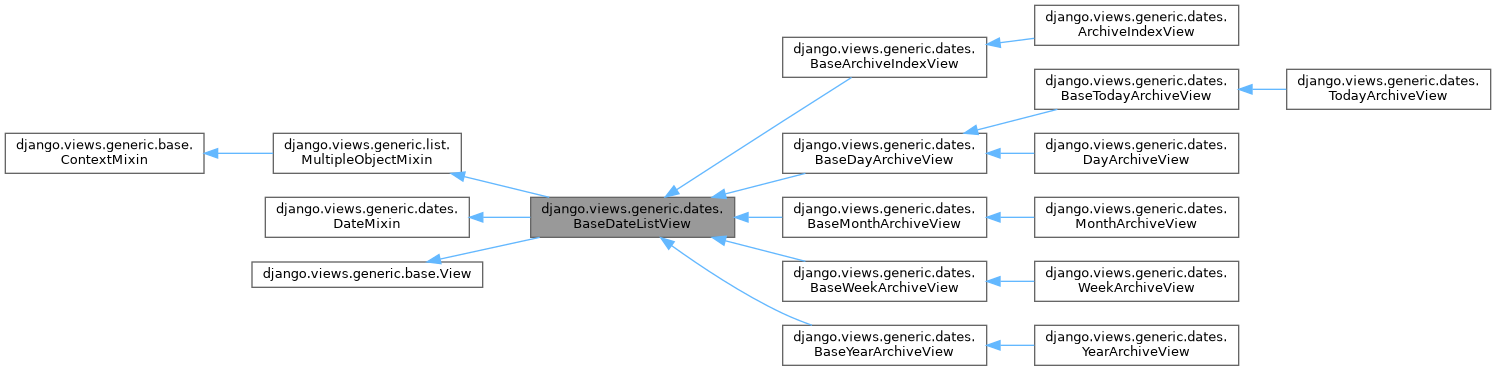 django.views.generic.base.
ContextMixin
django.views.generic.list.
MultipleObjectMixin
django.views.generic.dates.
DateMixin
django.views.generic.base.View
django.views.generic.dates.
BaseDateListView
django.views.generic.dates.
BaseArchiveIndexView
django.views.generic.dates.
ArchiveIndexView
django.views.generic.dates.
BaseDayArchiveView
django.views.generic.dates.
BaseTodayArchiveView
django.views.generic.dates.
TodayArchiveView
django.views.generic.dates.
DayArchiveView
django.views.generic.dates.
BaseMonthArchiveView
django.views.generic.dates.
MonthArchiveView
django.views.generic.dates.
BaseWeekArchiveView
django.views.generic.dates.
WeekArchiveView
django.views.generic.dates.
BaseYearArchiveView
django.views.generic.dates.
YearArchiveView